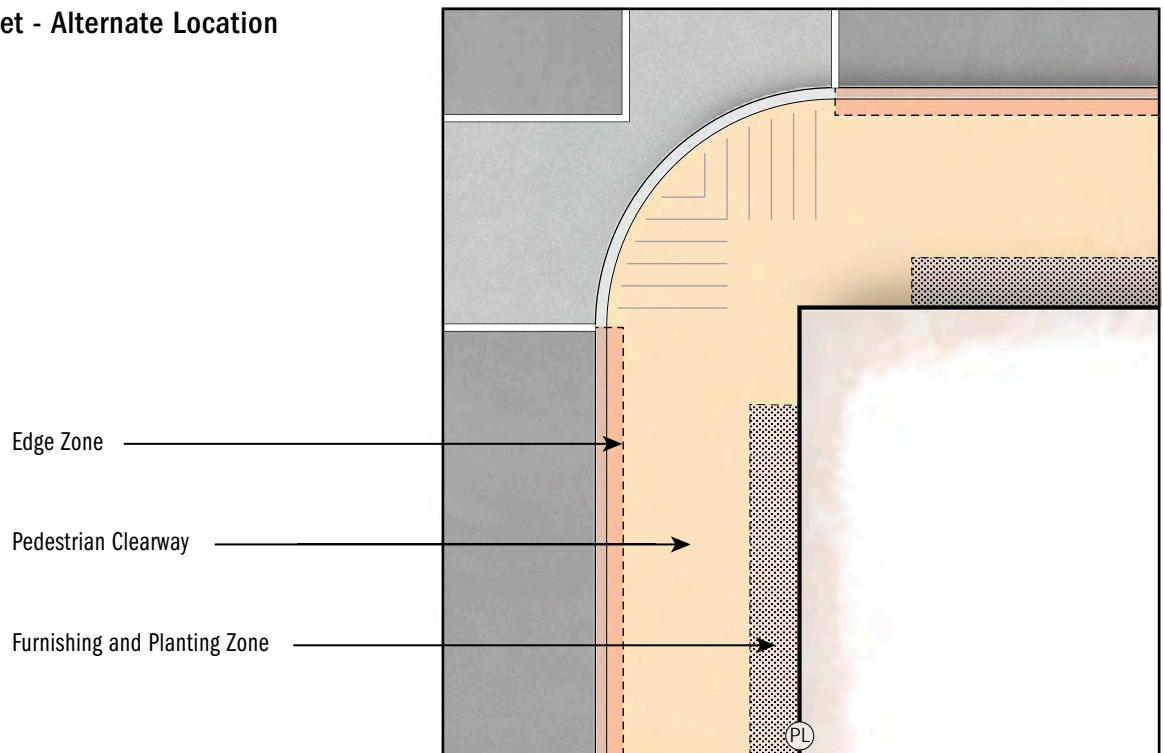 et - Alternate Location
Edge Zone
Pedestrian Clearway
Furnishing and Planting Zone
PL